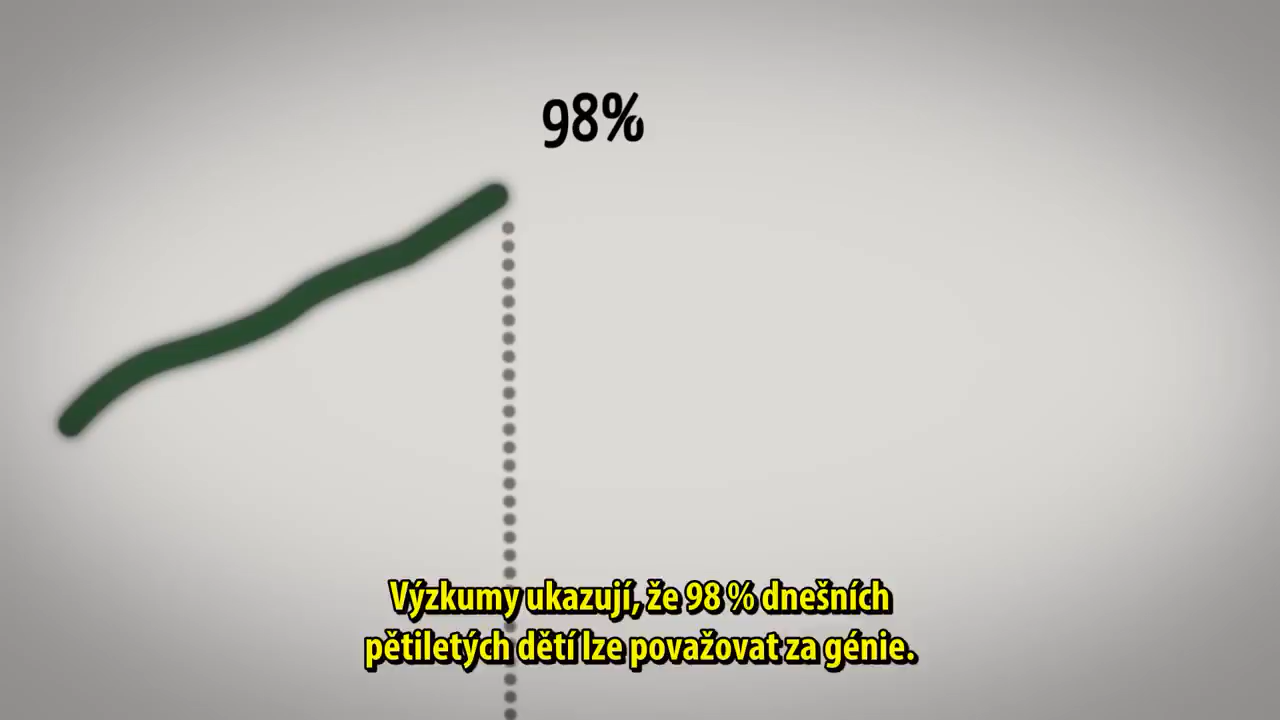 98%
Výzkumy ukazují, že 98 % dnešních
pětiletých dětí lze považovat za génie.